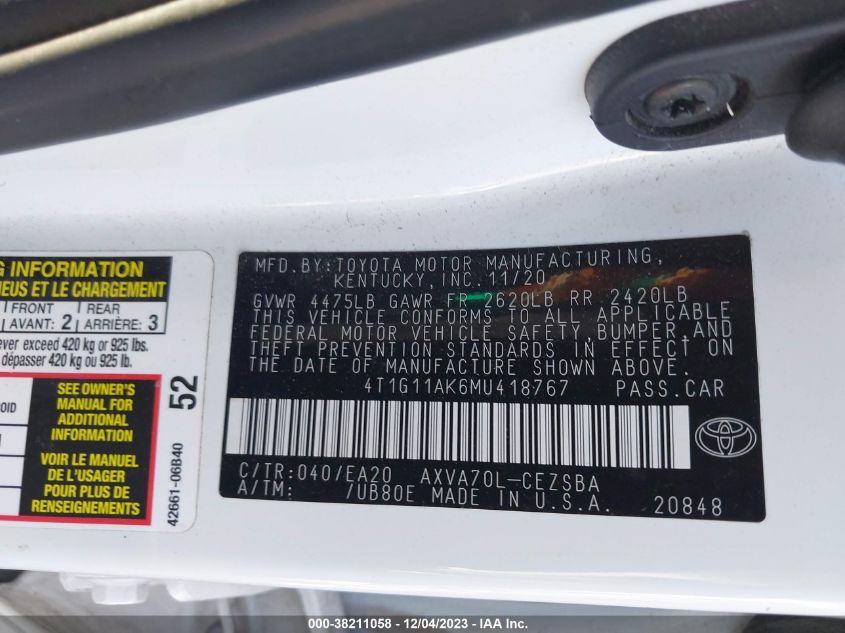 G INFORMATION
NEUS ET LE CHARGEMENT
FRONT
AVANT: 2
REAR
ARRIÈRE: 3
ever exceed 420 kg or 925 lbs.
dépasser 420 kg ou 925 lb.
OID
SEE OWNER'S
MANUAL FOR
ADDITIONAL
INFORMATION
VOIR LE MANUEL
DE L'USAGER
POUR PLUS DE
RENSEIGNEMENTS
52
42661-06B40
MFD. BY: TOYOTA MOTOR MANUFACTURING,
KENTUCKY, INC. 11/20
GVWR 4475LB GAWR FR 2620LB RR 2420LB
THIS VEHICLE CONFORMS TO ALL APPLICABLE
FEDERAL MOTOR VEHICLE SAFETY, BUMPER, AND
THEFT PREVENTION STANDARDS IN EFFECT ON
THE DATE OF MANUFACTURE SHOWN ABOVE.
4T1G11AK6MU418767 PASS.CAR
C/TR:040/EA20 AXVA70L-CEZSBA
A/TM: /UB80E MADE IN U.S.A. 20848
000-38211058 - 12/04/2023 - IAA Inc.